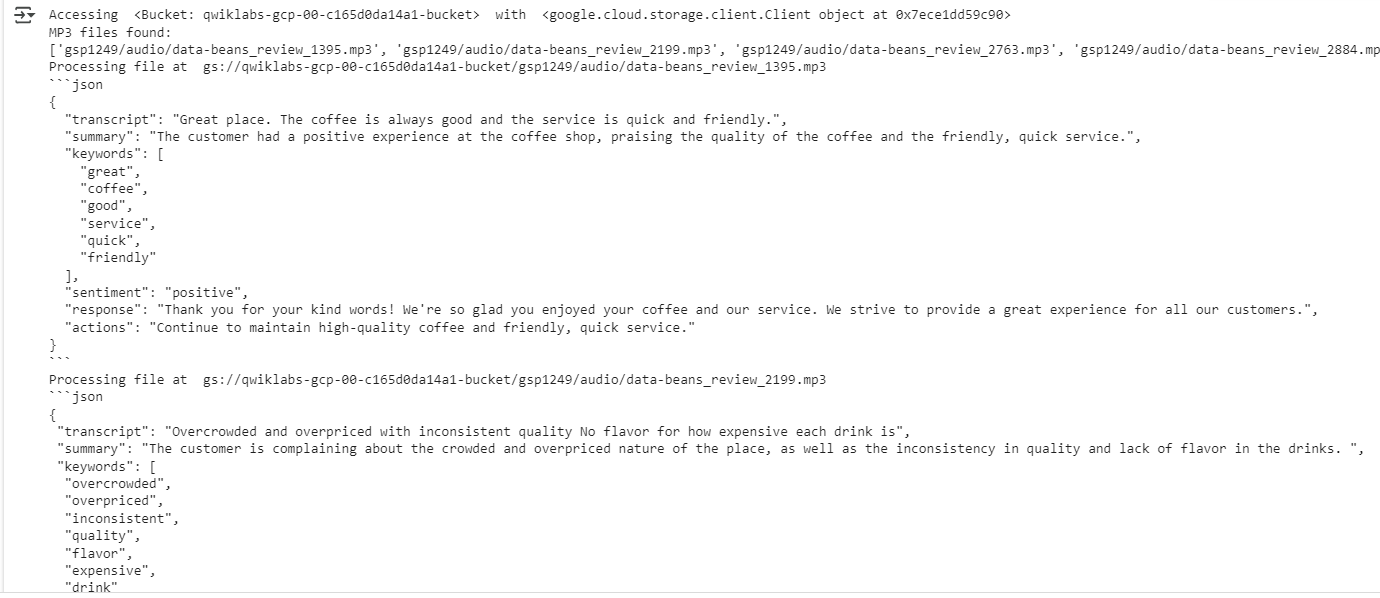 Accessing  <Bucket: qwiklabs-gcp-00-c165d0da14a1-bucket>  with  <google.cloud.storage.client.Client object at 0x7ece1dd59c90>
MP3 files found:
['gsp1249/audio/data-beans_review_1395.mp3', 'gsp1249/audio/data-beans_review_2199.mp3', 'gsp1249/audio/data-beans_review_2763.mp3', 'gsp1249/audio/data-beans_review_2884.mp
Processing file at  gs://qwiklabs-gcp-00-c165d0da14a1-bucket/gsp1249/audio/data-beans_review_1395.mp3
```json
{
  "transcript": "Great place. The coffee is always good and the service is quick and friendly.",
  "summary": "The customer had a positive experience at the coffee shop, praising the quality of the coffee and the friendly, quick service.",
  "keywords": [
    "great",
    "coffee",
    "good",
    "service",
    "quick",
    "friendly"
  ],
  "sentiment": "positive",
  "response": "Thank you for your kind words! We're so glad you enjoyed your coffee and our service. We strive to provide a great experience for all our customers.",
  "actions": "Continue to maintain high-quality coffee and friendly, quick service."
}
```
Processing file at  gs://qwiklabs-gcp-00-c165d0da14a1-bucket/gsp1249/audio/data-beans_review_2199.mp3
```json
{
 "transcript": "Overcrowded and overpriced with inconsistent quality No flavor for how expensive each drink is",
 "summary": "The customer is complaining about the crowded and overpriced nature of the place, as well as the inconsistency in quality and lack of flavor in the drinks. ",
 "keywords": [
  "overcrowded",
  "overpriced",
  "inconsistent",
  "quality",
  "flavor",
  "expensive",
  "drink"